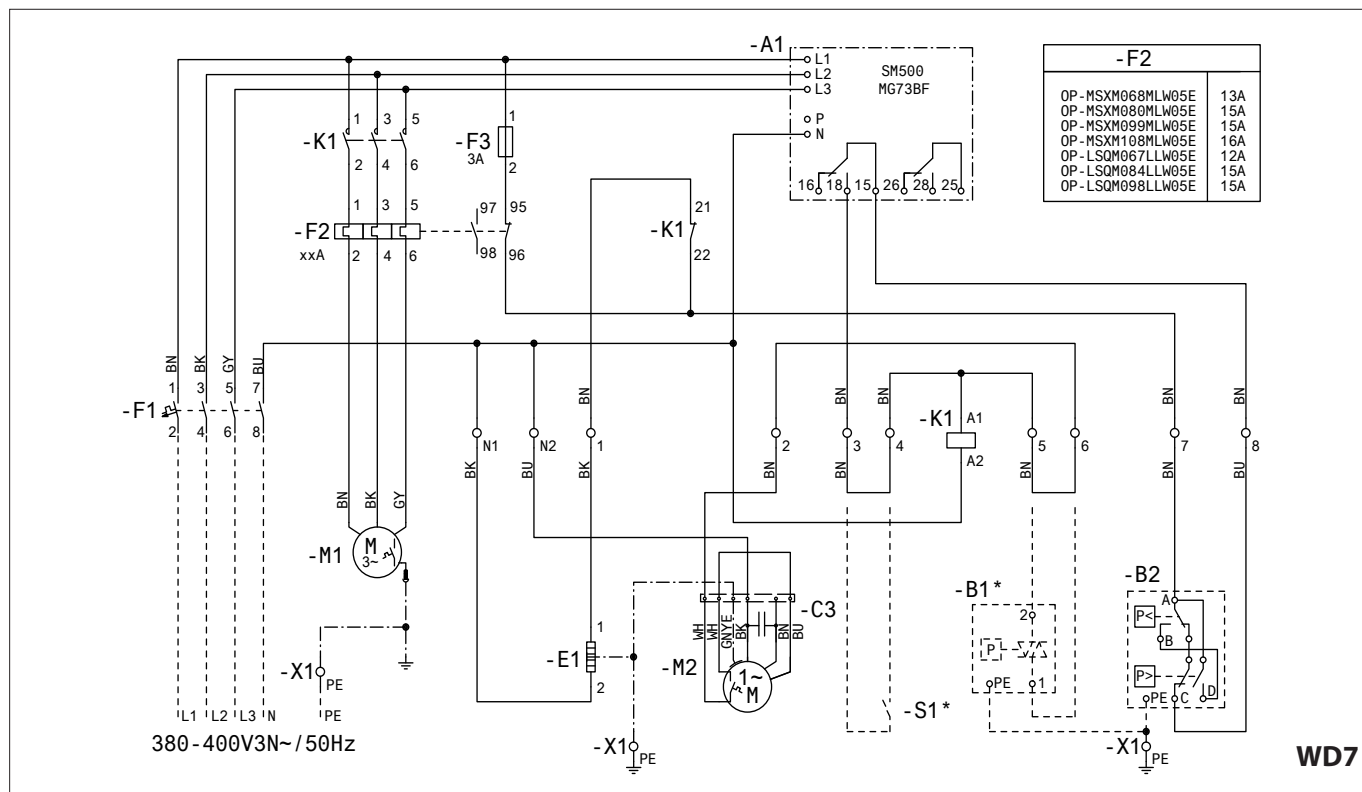 -A1
L1
L2
L3
P
N
SM500
MG73BF
16 18 15 26 28 25
-F2
OP-MSXM068MLW05E 13A
OP-MSXM080MLW05E 15A
OP-MSXM099MLW05E 15A
OP-MSXM108MLW05E 16A
OP-LSQM067LLW05E 12A
OP-LSQM084LLW05E 15A
OP-LSQM098LLW05E 15A
-K1
1 3 5
2 4 6
-F3
3A
1
2
-F2
xxA
1 3 5
2 4 6
97 95
98 96
-K1
21
22
BN BK GY BU
1 3 5 7
-F1
2 4 6 8
BN BK GY
-M1
M
3~
-X1
PE
PE
L1 L2 L3 N
380-400V3N~/50Hz
N1
BK
N2
BU
BN
1
BK
2
BN
BN
3
BN
BN
4
-K1
A1
A2
BN
5
BN
6
BN
7
BN
BN
8
BU
1
-E1
2
-C3
WH WH GNYE BK BN BU
-M2
1~
M
-X1
PE
-S1*
-B1*
2
P
PE
1
-B2
A
P<
B
P>
PE
C
D
-X1
PE
WD7